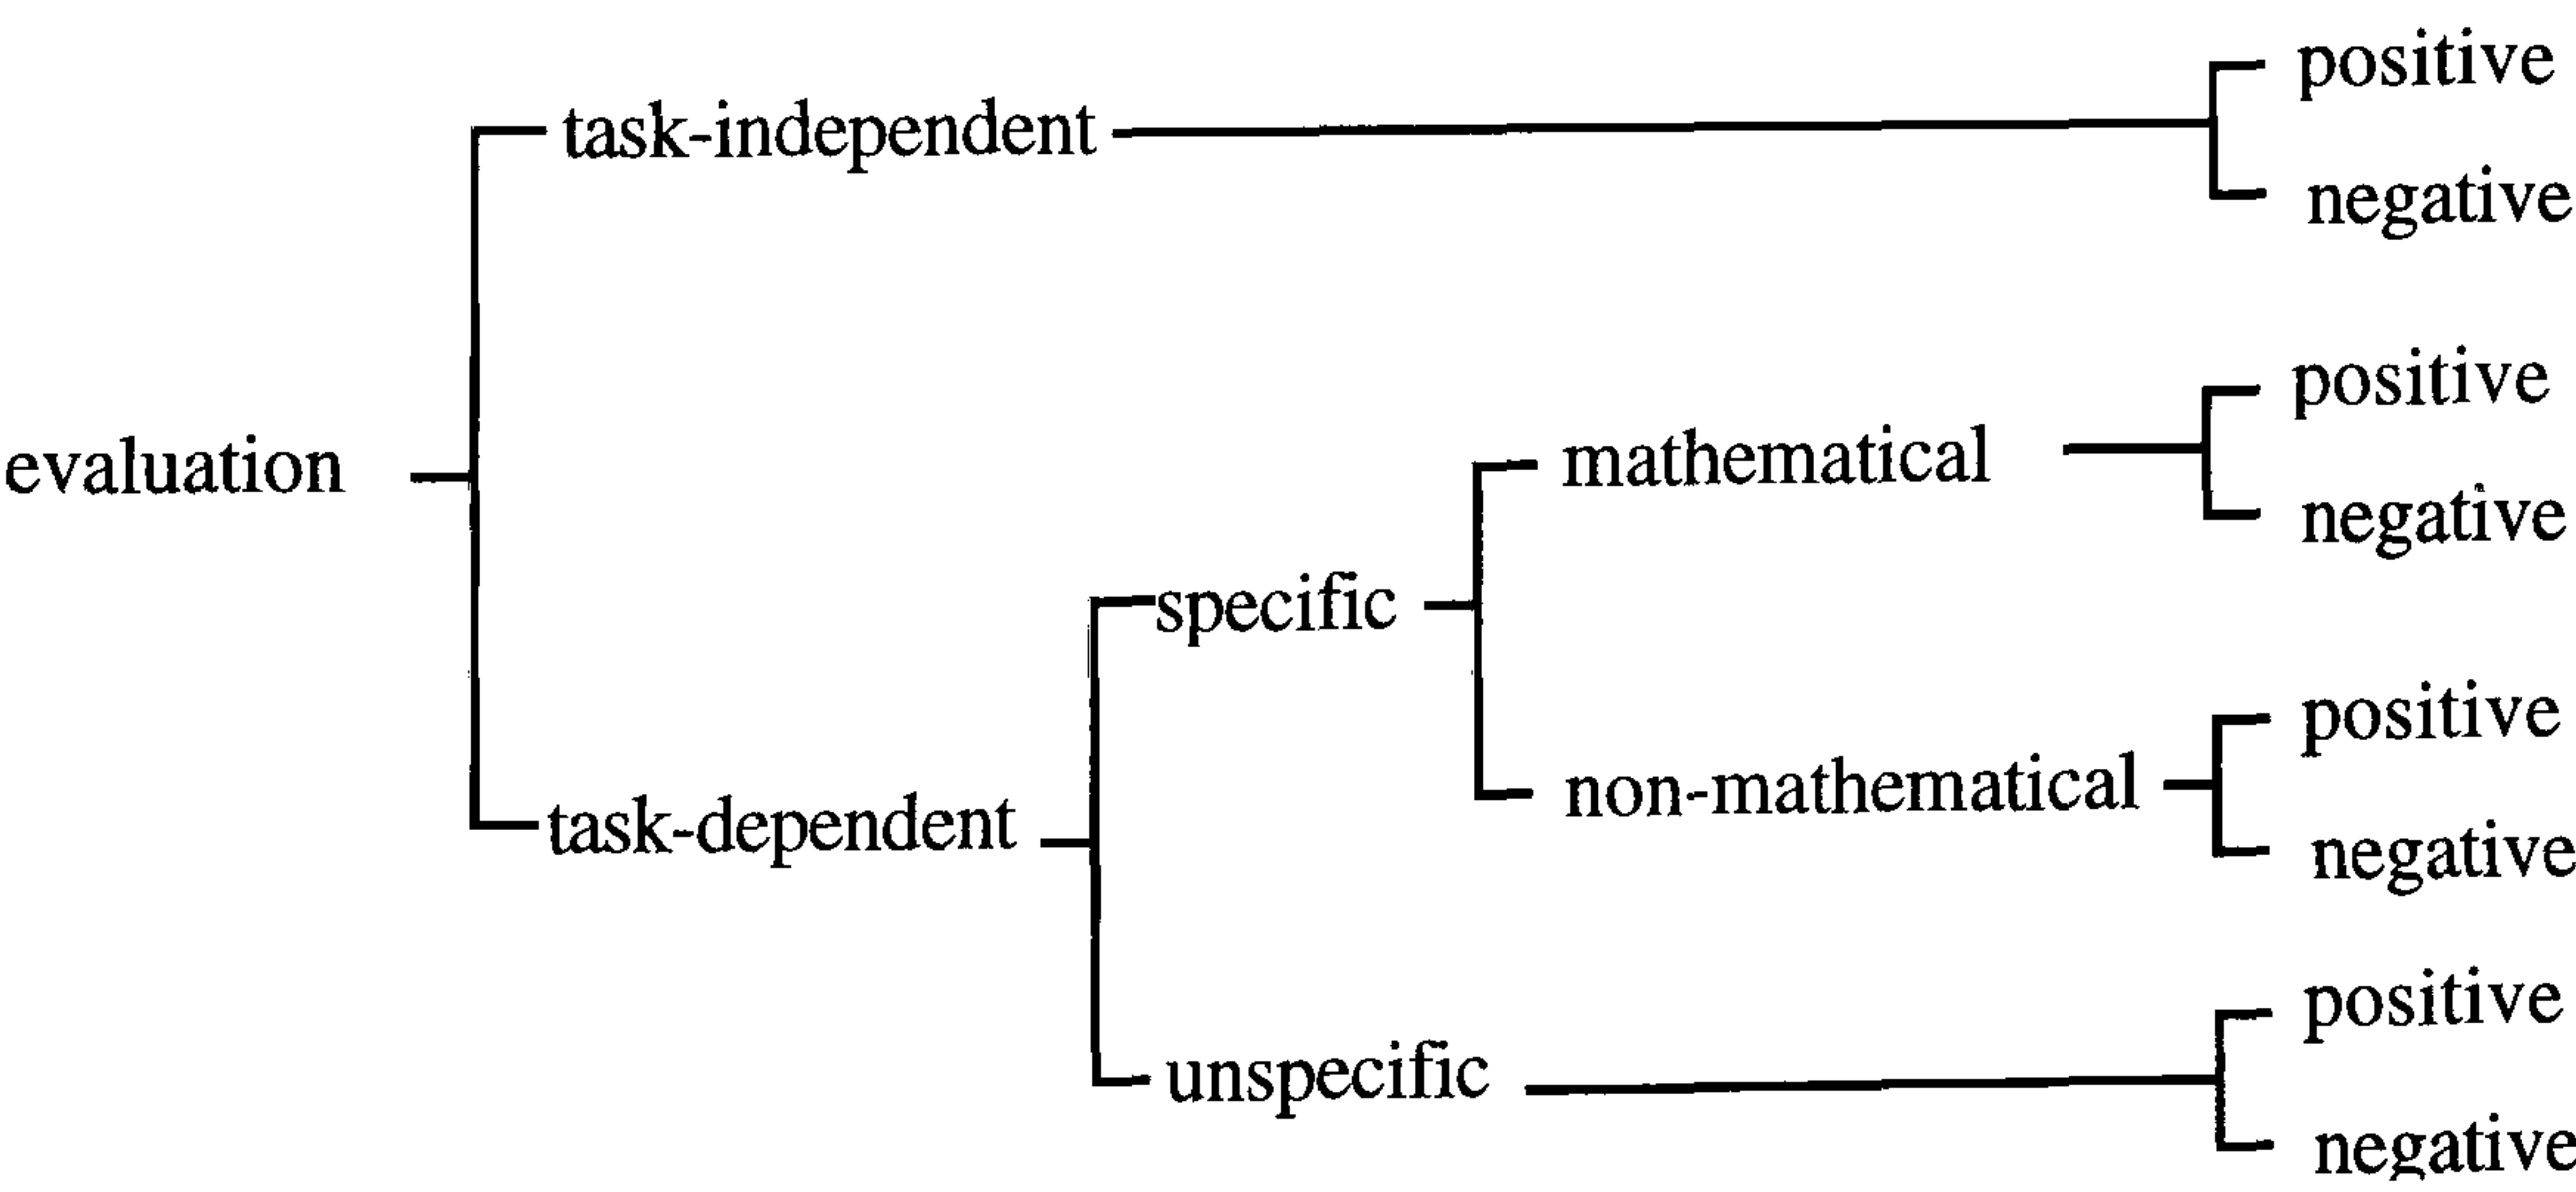 positive
task-independent
negative
positive
evaluation
mathematical
negative
specific
positive
non-mathematical
task-dependent
negative
positive
unspecific
negative